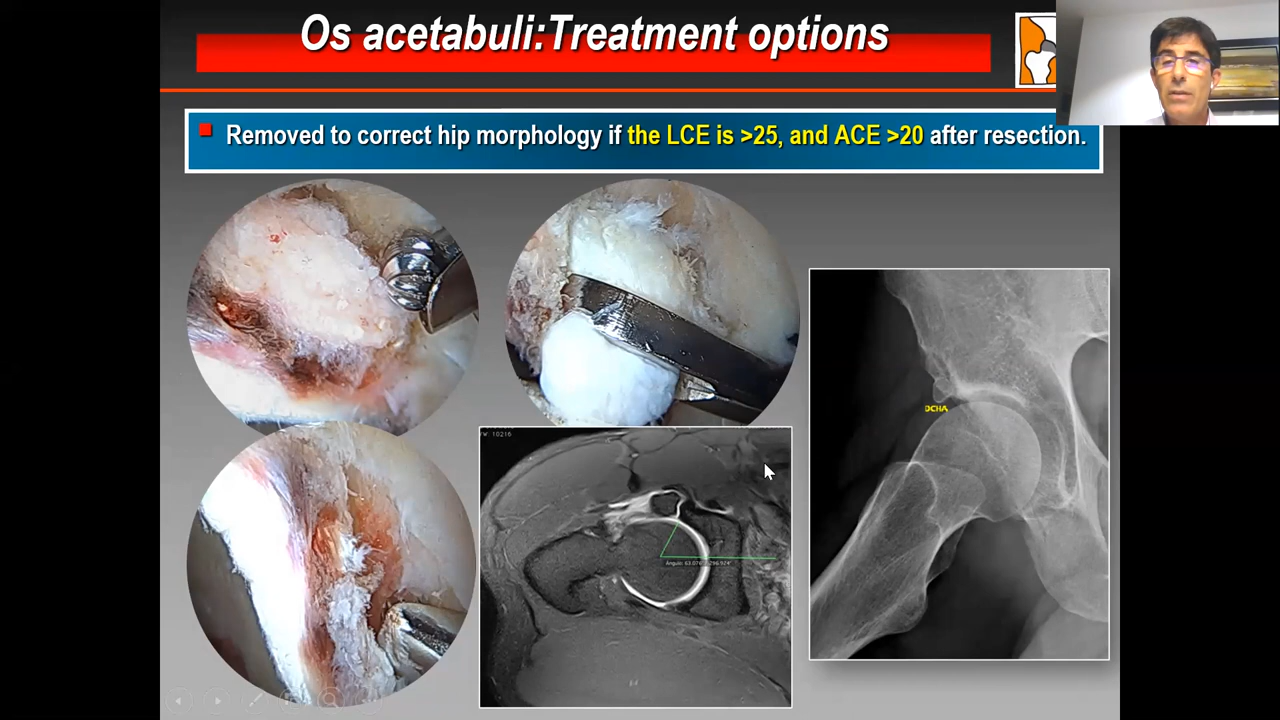 Os acetabuli:Treatment options
Removed to correct hip morphology if the LCE is >25, and ACE >20 after resection.
DCHA